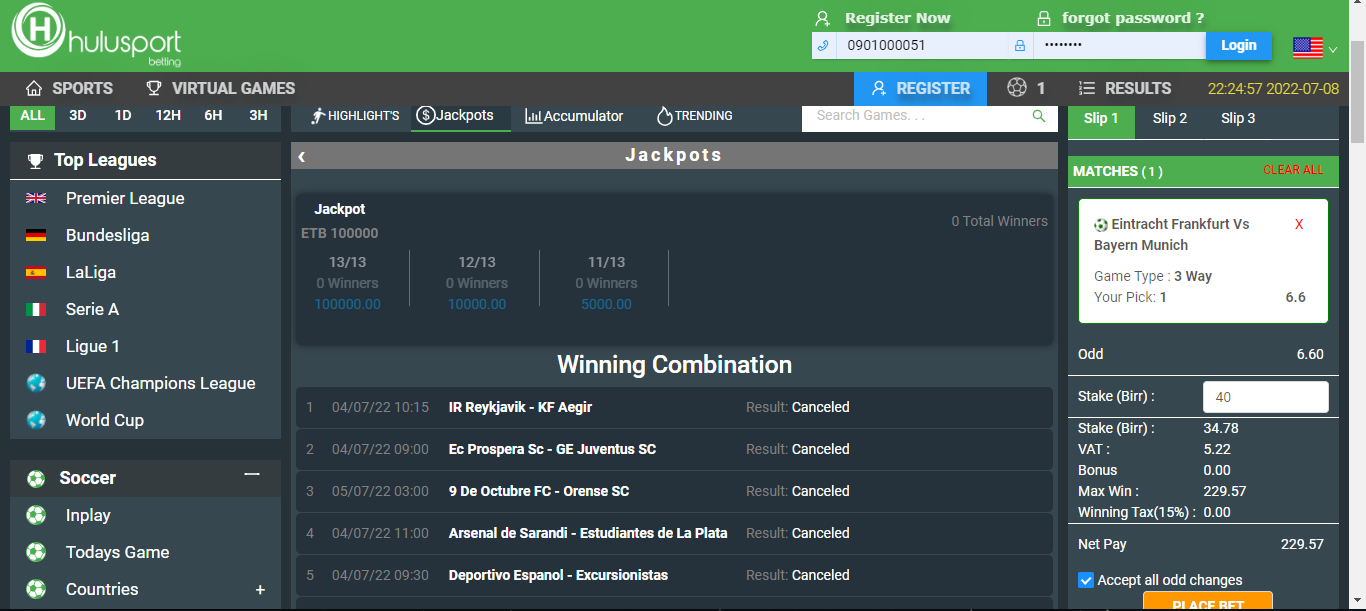 H hulusport
betting
Register Now
forgot password ?
0901000051
••••••••
Login
SPORTS
VIRTUAL GAMES
REGISTER
1
RESULTS
22:24:57 2022-07-08
ALL 3D 1D 12H 6H 3H
Top Leagues
Premier League
Bundesliga
LaLiga
Serie A
Ligue 1
UEFA Champions League
World Cup
Soccer
Inplay
Todays Game
Countries +
HIGHLIGHT'S
$ Jackpots
Accumulator
TRENDING
Search Games. . .
‹ Jackpots
Jackpot
ETB 100000
0 Total Winners
13/13 12/13 11/13
0 Winners 0 Winners 0 Winners
100000.00 10000.00 5000.00
Winning Combination
1 04/07/22 10:15 IR Reykjavik - KF Aegir Result: Canceled
2 04/07/22 09:00 Ec Prospera Sc - GE Juventus SC Result: Canceled
3 05/07/22 03:00 9 De Octubre FC - Orense SC Result: Canceled
4 04/07/22 11:00 Arsenal de Sarandi - Estudiantes de La Plata Result: Canceled
5 04/07/22 09:30 Deportivo Espanol - Excursionistas Result: Canceled
Slip 1 Slip 2 Slip 3
MATCHES ( 1 ) CLEAR ALL
Eintracht Frankfurt Vs X
Bayern Munich
Game Type : 3 Way
Your Pick: 1 6.6
Odd 6.60
Stake (Birr) : 40
Stake (Birr) : 34.78
VAT : 5.22
Bonus 0.00
Max Win : 229.57
Winning Tax(15%) : 0.00
Net Pay 229.57
Accept all odd changes
PLACE BET